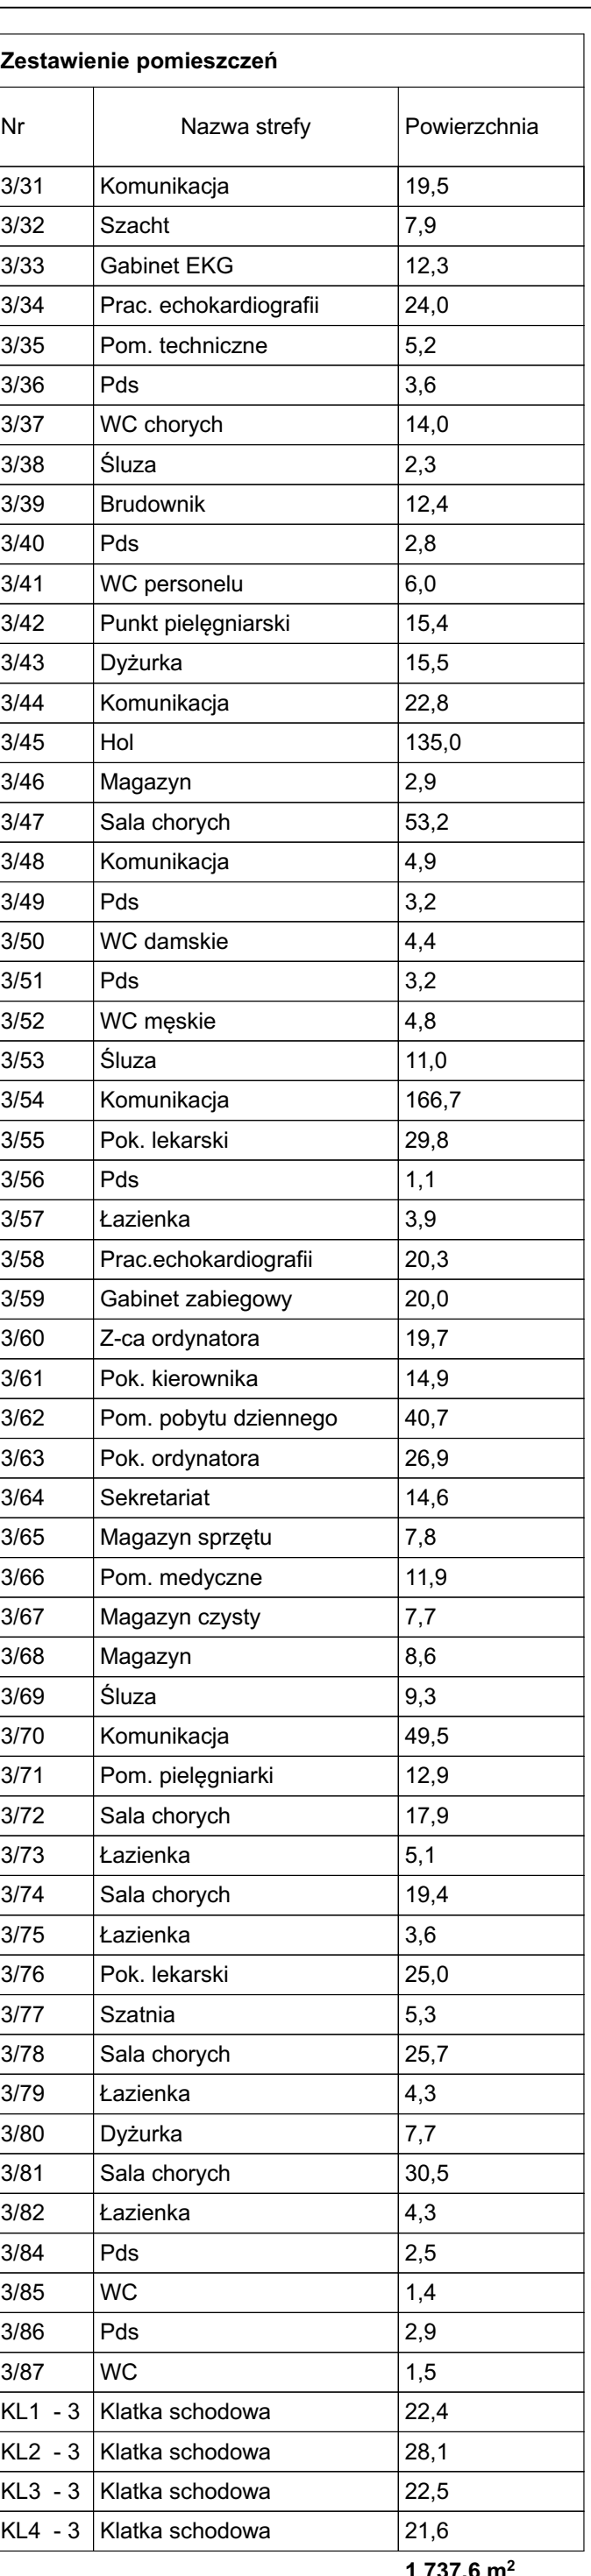 Zestawienie pomieszczeń
Nr Nazwa strefy Powierzchnia
3/31 Komunikacja 19,5
3/32 Szacht 7,9
3/33 Gabinet EKG 12,3
3/34 Prac. echokardiografii 24,0
3/35 Pom. techniczne 5,2
3/36 Pds 3,6
3/37 WC chorych 14,0
3/38 Śluza 2,3
3/39 Brudownik 12,4
3/40 Pds 2,8
3/41 WC personelu 6,0
3/42 Punkt pielęgniarski 15,4
3/43 Dyżurka 15,5
3/44 Komunikacja 22,8
3/45 Hol 135,0
3/46 Magazyn 2,9
3/47 Sala chorych 53,2
3/48 Komunikacja 4,9
3/49 Pds 3,2
3/50 WC damskie 4,4
3/51 Pds 3,2
3/52 WC męskie 4,8
3/53 Śluza 11,0
3/54 Komunikacja 166,7
3/55 Pok. lekarski 29,8
3/56 Pds 1,1
3/57 Łazienka 3,9
3/58 Prac.echokardiografii 20,3
3/59 Gabinet zabiegowy 20,0
3/60 Z-ca ordynatora 19,7
3/61 Pok. kierownika 14,9
3/62 Pom. pobytu dziennego 40,7
3/63 Pok. ordynatora 26,9
3/64 Sekretariat 14,6
3/65 Magazyn sprzętu 7,8
3/66 Pom. medyczne 11,9
3/67 Magazyn czysty 7,7
3/68 Magazyn 8,6
3/69 Śluza 9,3
3/70 Komunikacja 49,5
3/71 Pom. pielęgniarki 12,9
3/72 Sala chorych 17,9
3/73 Łazienka 5,1
3/74 Sala chorych 19,4
3/75 Łazienka 3,6
3/76 Pok. lekarski 25,0
3/77 Szatnia 5,3
3/78 Sala chorych 25,7
3/79 Łazienka 4,3
3/80 Dyżurka 7,7
3/81 Sala chorych 30,5
3/82 Łazienka 4,3
3/84 Pds 2,5
3/85 WC 1,4
3/86 Pds 2,9
3/87 WC 1,5
KL1 - 3 Klatka schodowa 22,4
KL2 - 3 Klatka schodowa 28,1
KL3 - 3 Klatka schodowa 22,5
KL4 - 3 Klatka schodowa 21,6
1 737,6 m²